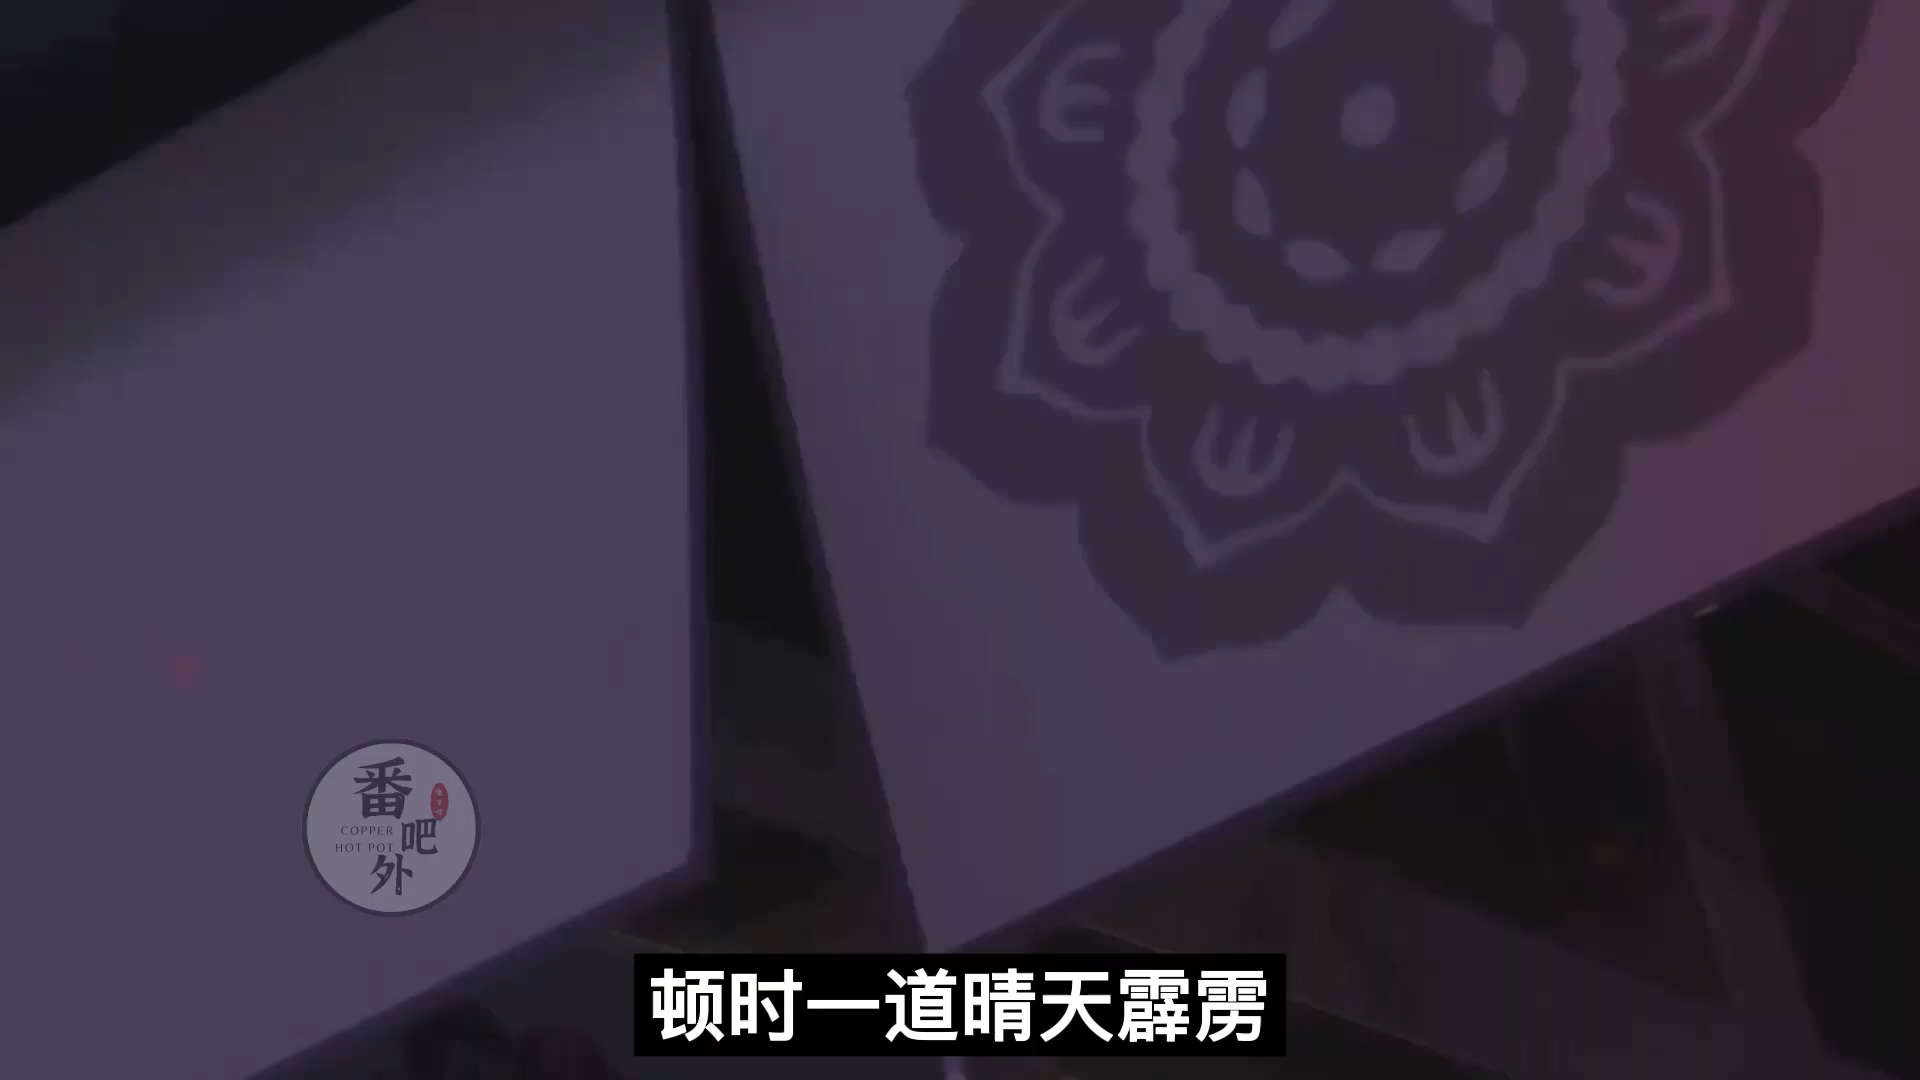 番
吧
COPPER
HOT POT
外
顿时一道晴天霹雳